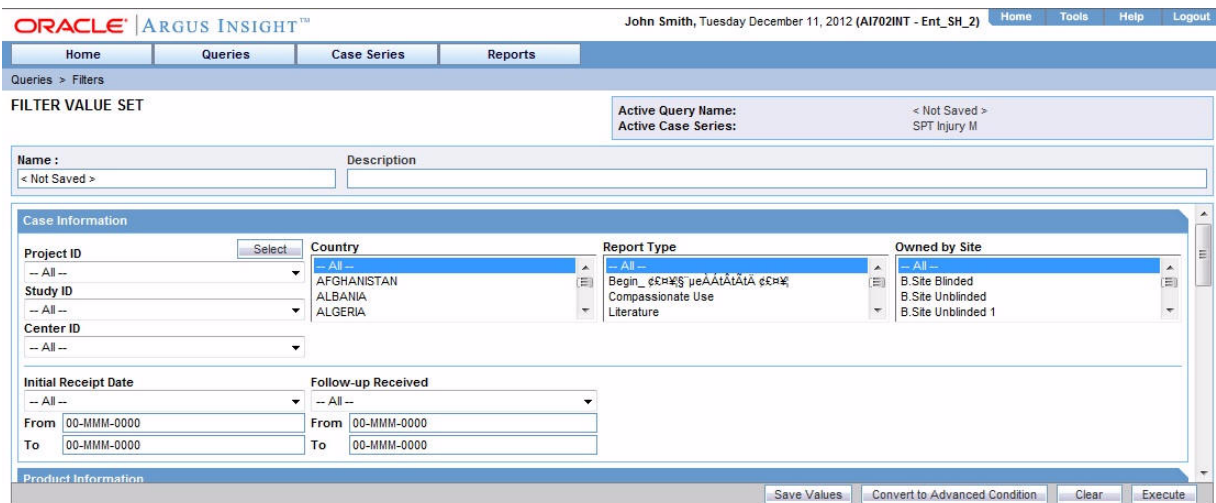 ORACLE® | ARGUS INSIGHT™
John Smith, Tuesday December 11, 2012 (AI702INT - Ent_SH_2)
Home Tools Help Logout
Home Queries Case Series Reports
Queries > Filters
FILTER VALUE SET
Active Query Name: < Not Saved >
Active Case Series: SPT Injury M
Name : Description
< Not Saved >
Case Information
Project ID Select Country Report Type Owned by Site
-- All -- -- All -- -- All -- -- All --
AFGHANISTAN Begin_ ¢£¤¥¦§¨µeÀÁtÂtÃtÄ ¢£¤¥¦ B.Site Blinded
Study ID ALBANIA Compassionate Use B.Site Unblinded
-- All -- ALGERIA Literature B.Site Unblinded 1
Center ID
-- All --
Initial Receipt Date Follow-up Received
-- All -- -- All --
From 00-MMM-0000 From 00-MMM-0000
To 00-MMM-0000 To 00-MMM-0000
Product Information
Save Values Convert to Advanced Condition Clear Execute